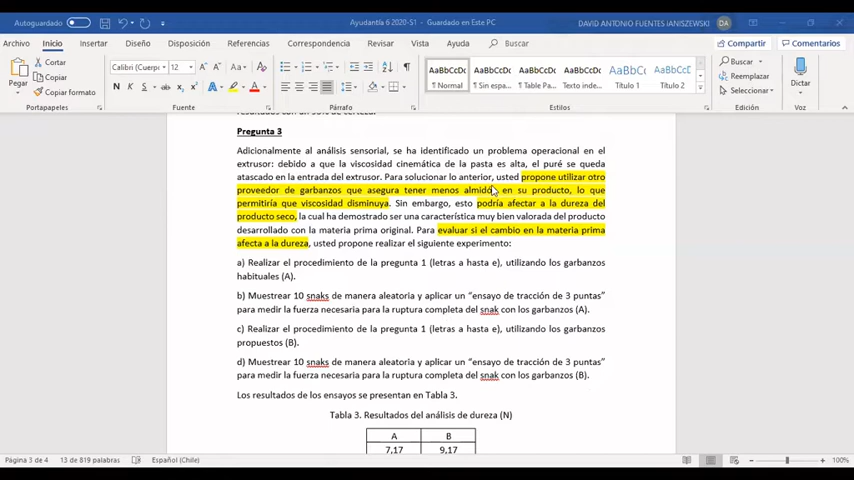 Autoguardado
Ayudantía 6 2020-S1 - Guardado en Este PC
DAVID ANTONIO FUENTES IANISZEWSKI
DA
Archivo Inicio Insertar Diseño Disposición Referencias Correspondencia Revisar Vista Ayuda Buscar Compartir Comentarios
Pegar
Cortar
Copiar
Copiar formato
Portapapeles
Calibri (Cuerp
12
N K S
Fuente
Párrafo
AaBbCcDc AaBbCcDc AaBbCcDc AaBbCcDc AaBbCc AaBbCcD
¶ Normal ¶ Sin espa... ¶ Table Pa... Texto inde... Título 1 Título 2
Estilos
Buscar
Reemplazar
Seleccionar
Edición
Dictar
Voz
Pregunta 3
Adicionalmente al análisis sensorial, se ha identificado un problema operacional en el
extrusor: debido a que la viscosidad cinemática de la pasta es alta, el puré se queda
atascado en la entrada del extrusor. Para solucionar lo anterior, usted propone utilizar otro
proveedor de garbanzos que asegura tener menos almidón en su producto, lo que
permitiría que viscosidad disminuya. Sin embargo, esto podría afectar a la dureza del
producto seco, la cual ha demostrado ser una característica muy bien valorada del producto
desarrollado con la materia prima original. Para evaluar si el cambio en la materia prima
afecta a la dureza, usted propone realizar el siguiente experimento:
a) Realizar el procedimiento de la pregunta 1 (letras a hasta e), utilizando los garbanzos
habituales (A).
b) Muestrear 10 snaks de manera aleatoria y aplicar un “ensayo de tracción de 3 puntas”
para medir la fuerza necesaria para la ruptura completa del snak con los garbanzos (A).
c) Realizar el procedimiento de la pregunta 1 (letras a hasta e), utilizando los garbanzos
propuestos (B).
d) Muestrear 10 snaks de manera aleatoria y aplicar un “ensayo de tracción de 3 puntas”
para medir la fuerza necesaria para la ruptura completa del snak con los garbanzos (B).
Los resultados de los ensayos se presentan en Tabla 3.
Tabla 3. Resultados del análisis de dureza (N)
A B
7,17 9,17
Página 3 de 4 13 de 819 palabras Español (Chile) 100%